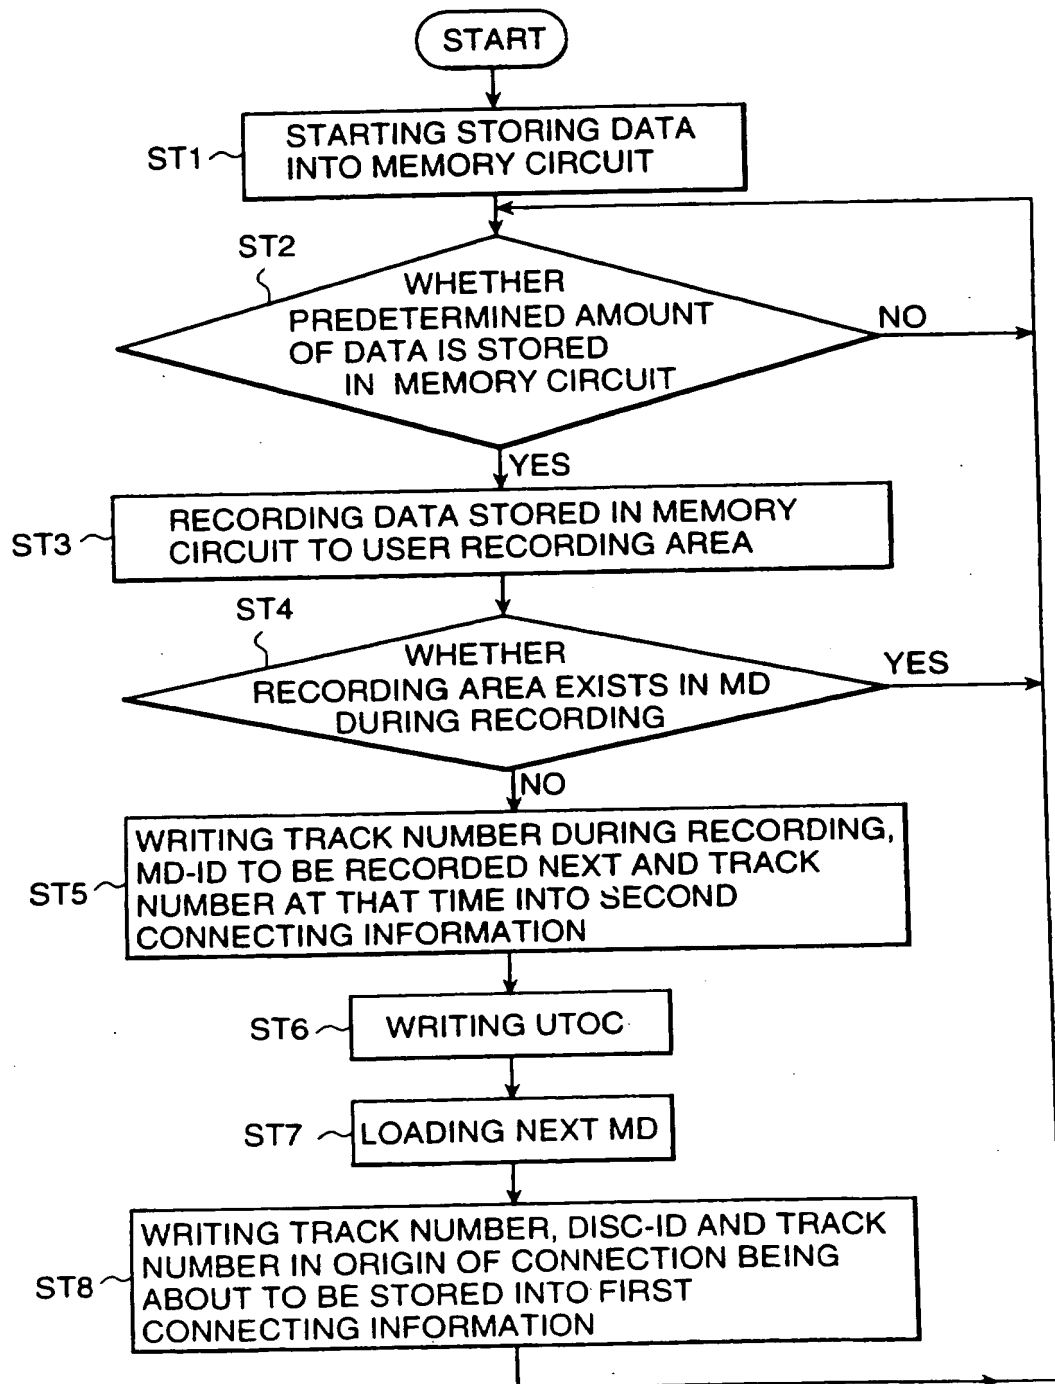 START
ST1
STARTING STORING DATA
INTO MEMORY CIRCUIT
ST2
WHETHER
PREDETERMINED AMOUNT
OF DATA IS STORED
IN MEMORY CIRCUIT
NO
YES
ST3
RECORDING DATA STORED IN MEMORY
CIRCUIT TO USER RECORDING AREA
ST4
WHETHER
RECORDING AREA EXISTS IN MD
DURING RECORDING
YES
NO
ST5
WRITING TRACK NUMBER DURING RECORDING,
MD-ID TO BE RECORDED NEXT AND TRACK
NUMBER AT THAT TIME INTO SECOND
CONNECTING INFORMATION
ST6
WRITING UTOC
ST7
LOADING NEXT MD
ST8
WRITING TRACK NUMBER, DISC-ID AND TRACK
NUMBER IN ORIGIN OF CONNECTION BEING
ABOUT TO BE STORED INTO FIRST
CONNECTING INFORMATION